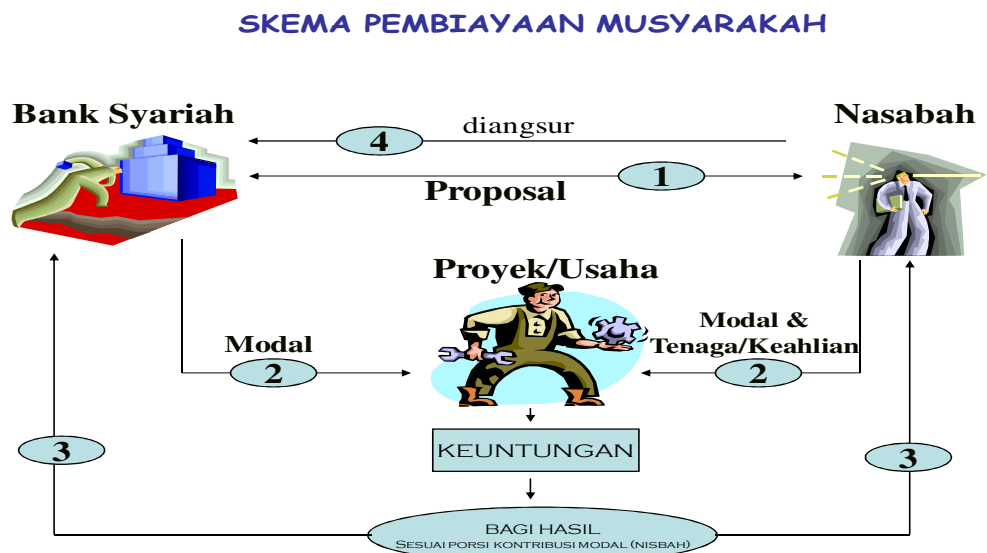 SKEMA PEMBIAYAAN MUSYARAKAH
Bank Syariah
Nasabah
4
diangsur
1
Proposal
Proyek/Usaha
Modal
2
Modal &
Tenaga/Keahlian
2
3
KEUNTUNGAN
3
BAGI HASIL
SESUAI PORSI KONTRIBUSI MODAL (NISBAH)